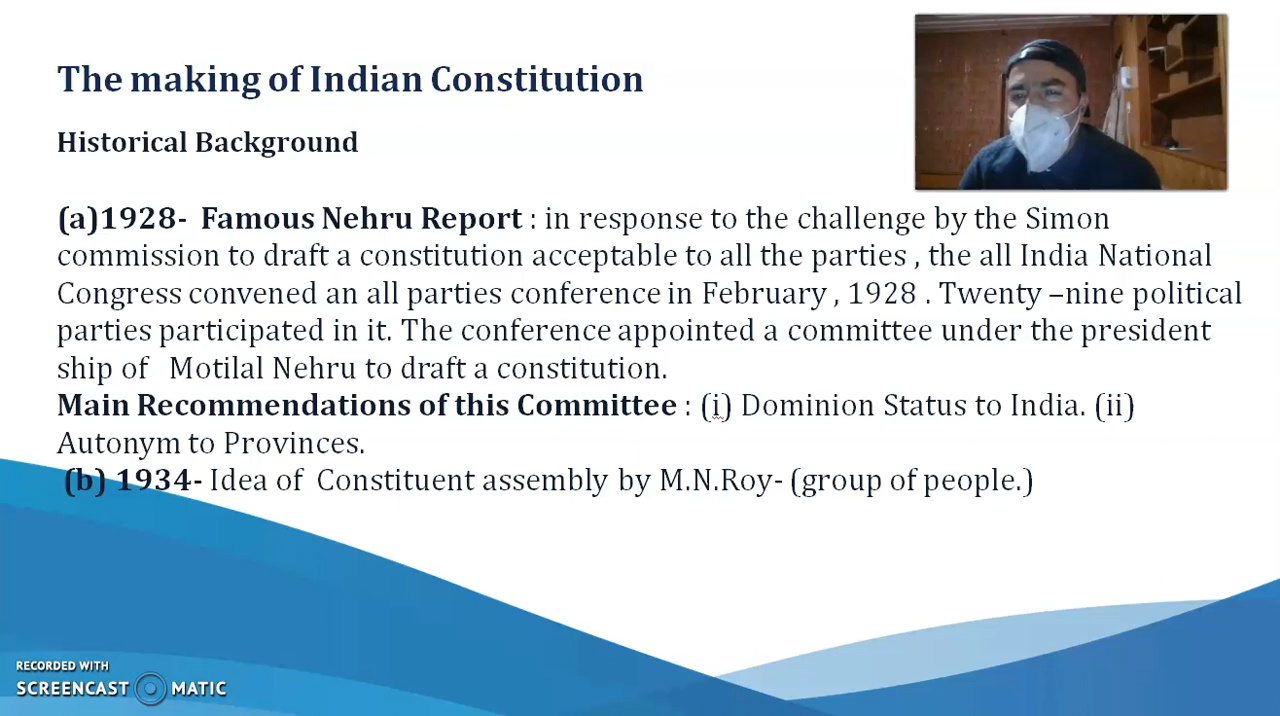 The making of Indian Constitution
Historical Background
(a)1928- Famous Nehru Report : in response to the challenge by the Simon
commission to draft a constitution acceptable to all the parties , the all India National
Congress convened an all parties conference in February , 1928 . Twenty –nine political
parties participated in it. The conference appointed a committee under the president
ship of Motilal Nehru to draft a constitution.
Main Recommendations of this Committee : (i) Dominion Status to India. (ii)
Autonym to Provinces.
(b) 1934- Idea of Constituent assembly by M.N.Roy- (group of people.)
RECORDED WITH
SCREENCAST MATIC